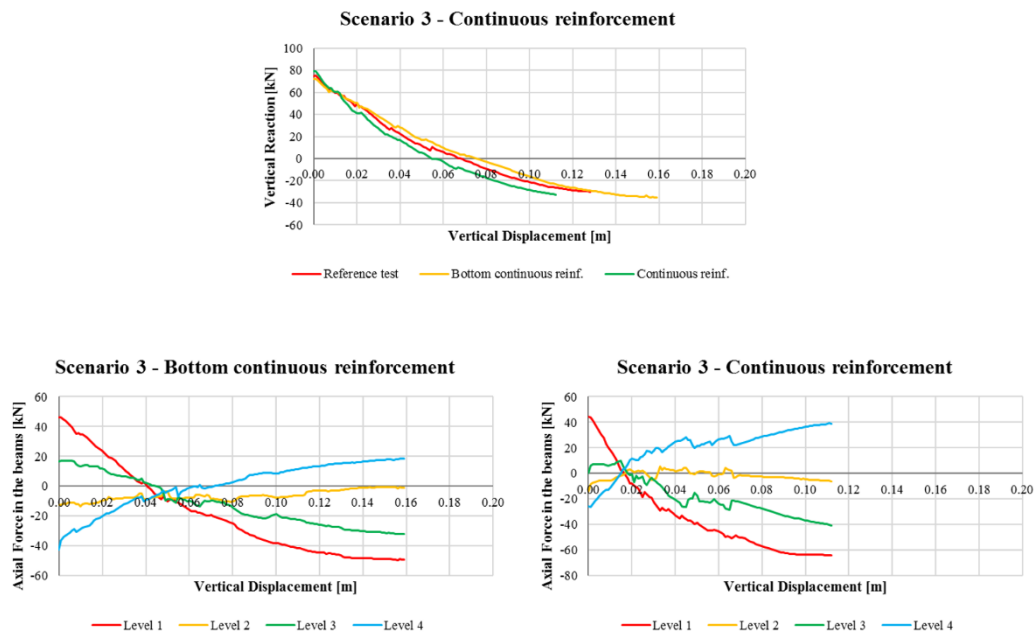 Scenario 3 - Continuous reinforcement
Vertical Reaction [kN]
100
80
60
40
20
0
-20
-40
-60
0.00 0.02 0.04 0.06 0.08 0.10 0.12 0.14 0.16 0.18 0.20
Vertical Displacement [m]
Reference test Bottom continuous reinf. Continuous reinf.
Scenario 3 - Bottom continuous reinforcement
Axial Force in the beams [kN]
60
40
20
0
-20
-40
-60
0.00 0.02 0.04 0.06 0.08 0.10 0.12 0.14 0.16 0.18 0.20
Vertical Displacement [m]
Level 1 Level 2 Level 3 Level 4
Scenario 3 - Continuous reinforcement
Axial Force in the beams [kN]
60
40
20
0
-20
-40
-60
-80
0.00 0.02 0.04 0.06 0.08 0.10 0.12 0.14 0.16 0.18 0.20
Vertical Displacement [m]
Level 1 Level 2 Level 3 Level 4